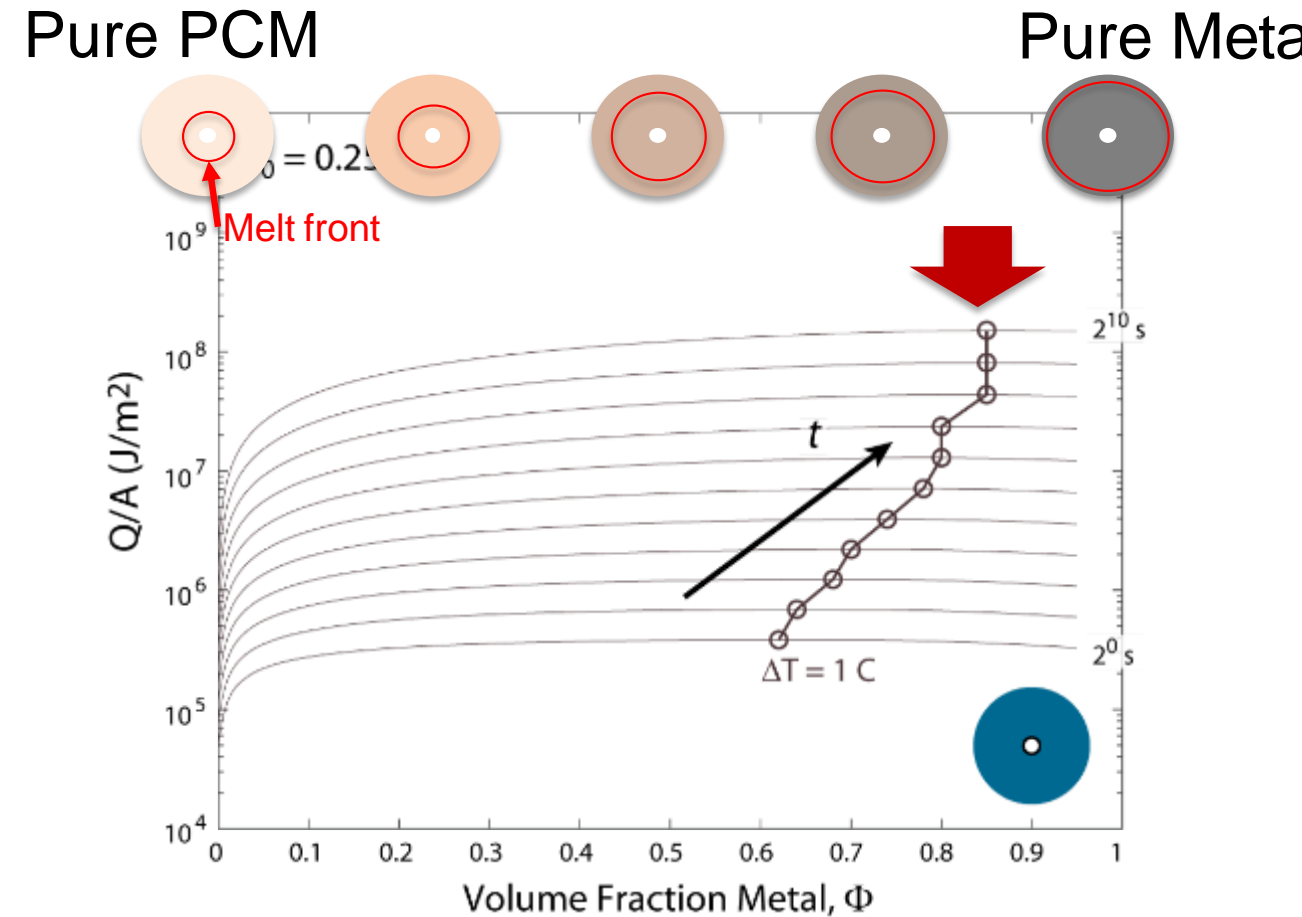 Pure PCM
Pure Meta
₀ = 0.25
Melt front
10⁹
10⁸
10⁷
10⁶
10⁵
10⁴
Q/A (J/m²)
2¹⁰ s
t
ΔT = 1 C
2⁰ s
0 0.1 0.2 0.3 0.4 0.5 0.6 0.7 0.8 0.9 1
Volume Fraction Metal, Φ